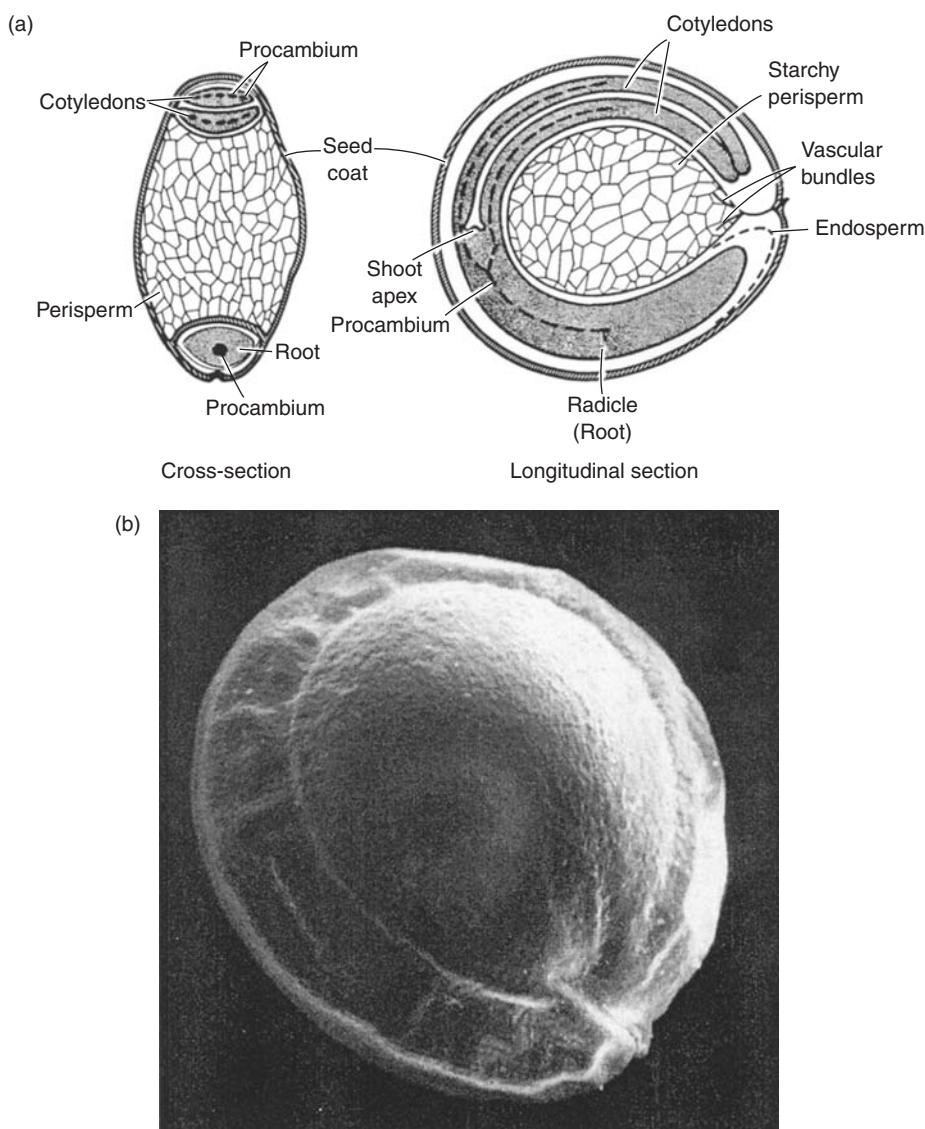 (a)
Procambium
Cotyledons
Perisperm
Root
Procambium
Seed
coat
Cotyledons
Starchy
perisperm
Vascular
bundles
Endosperm
Shoot
apex
Procambium
Radicle
(Root)
Cross-section
Longitudinal section
(b)